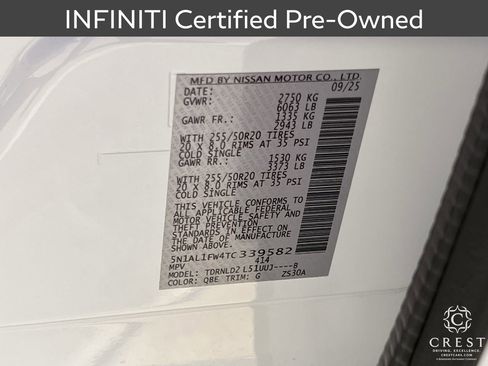 INFINITI Certified Pre-Owned
MFD BY NISSAN MOTOR CO., LTD.
DATE: 09/25
GVWR: 2750 KG
6063 LB
GAWR FR.: 1335 KG
2943 LB
WITH 255/50R20 TIRES
20 X 8.0 RIMS AT 35 PSI
COLD SINGLE
GAWR RR.: 1530 KG
3373 LB
WITH 255/50R20 TIRES
20 X 8.0 RIMS AT 35 PSI
COLD SINGLE
THIS VEHICLE CONFORMS TO
ALL APPLICABLE FEDERAL
MOTOR VEHICLE SAFETY AND
THEFT PREVENTION
STANDARDS IN EFFECT ON
THE DATE OF MANUFACTURE
SHOWN ABOVE.
5N1AL1FW4TC339582
MPV 414
MODEL: TDRNLDZ L51UUJ----B
COLOR: QBE TRIM: G ZS30A
CREST
DRIVING. EXCELLENCE.
CRESTCARS.COM